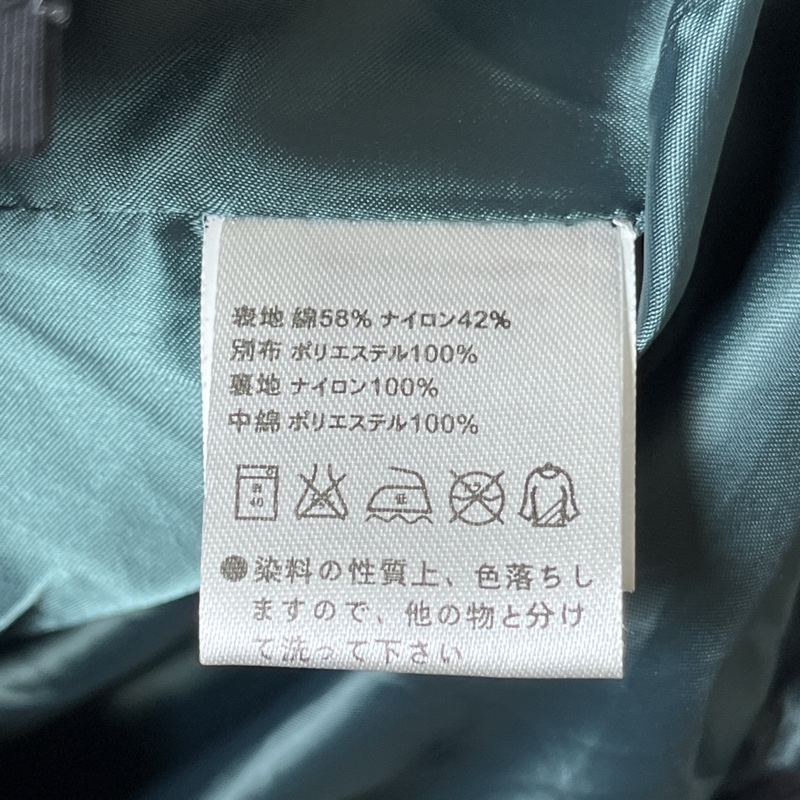 表地 綿58% ナイロン42%
別布 ポリエステル100%
裏地 ナイロン100%
中綿 ポリエステル100%
弱
40
低
●染料の性質上、色落ちし
ますので、他の物と分け
て洗って下さい